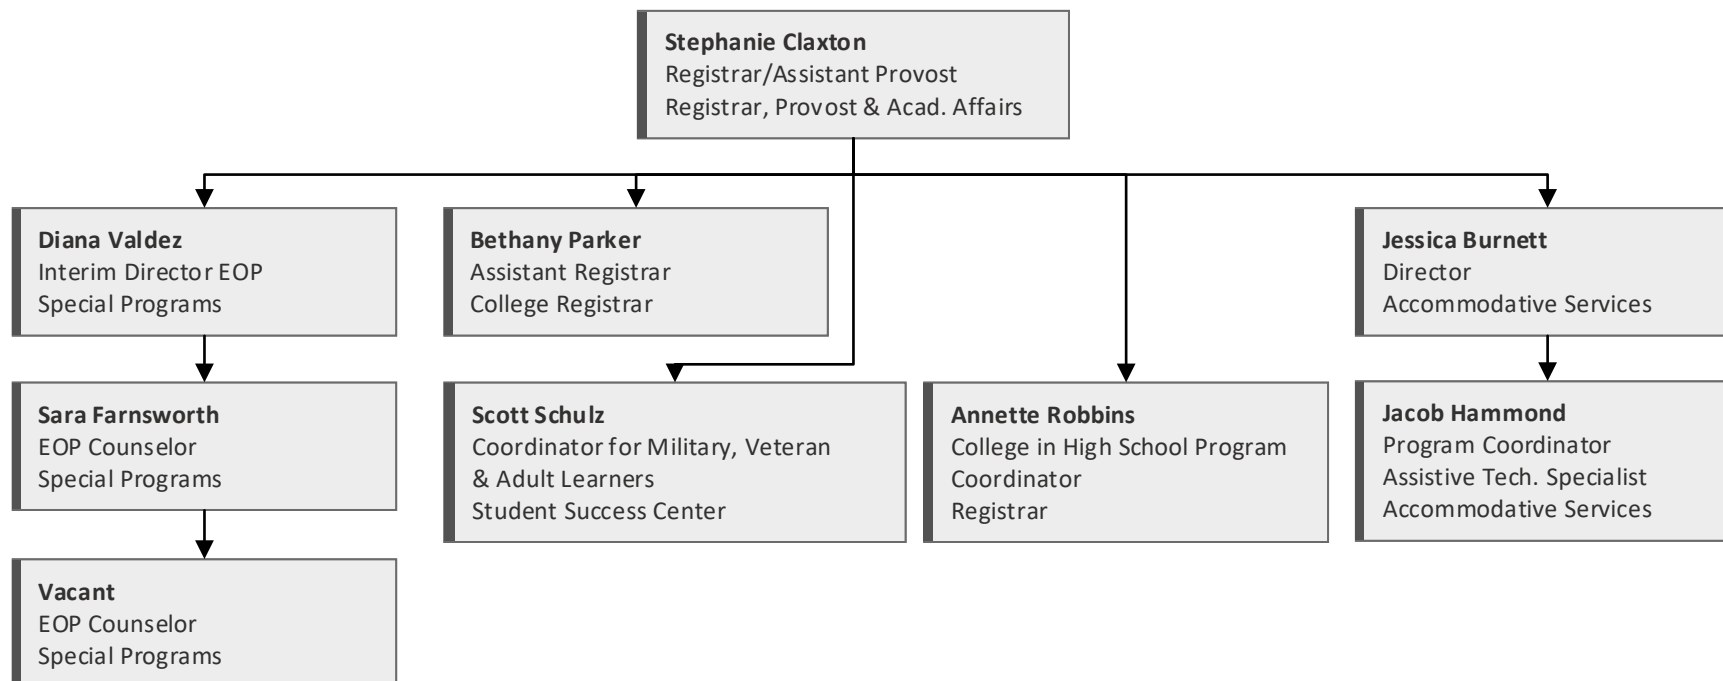 Stephanie Claxton
Registrar/Assistant Provost
Registrar, Provost & Acad. Affairs
Diana Valdez
Interim Director EOP
Special Programs
Bethany Parker
Assistant Registrar
College Registrar
Jessica Burnett
Director
Accommodative Services
Sara Farnsworth
EOP Counselor
Special Programs
Scott Schulz
Coordinator for Military, Veteran
& Adult Learners
Student Success Center
Annette Robbins
College in High School Program
Coordinator
Registrar
Jacob Hammond
Program Coordinator
Assistive Tech. Specialist
Accommodative Services
Vacant
EOP Counselor
Special Programs